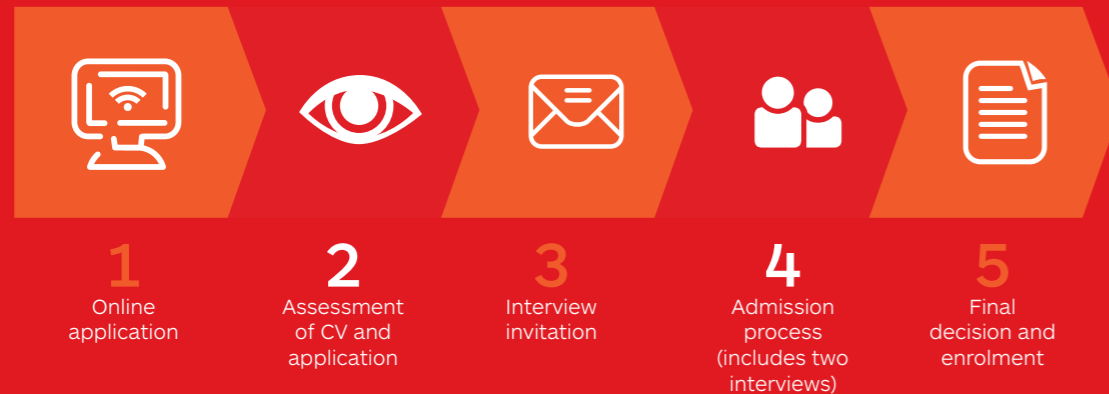 1
Online
application
2
Assessment
of CV and
application
3
Interview
invitation
4
Admission
process
(includes two
interviews)
5
Final
decision and
enrolment